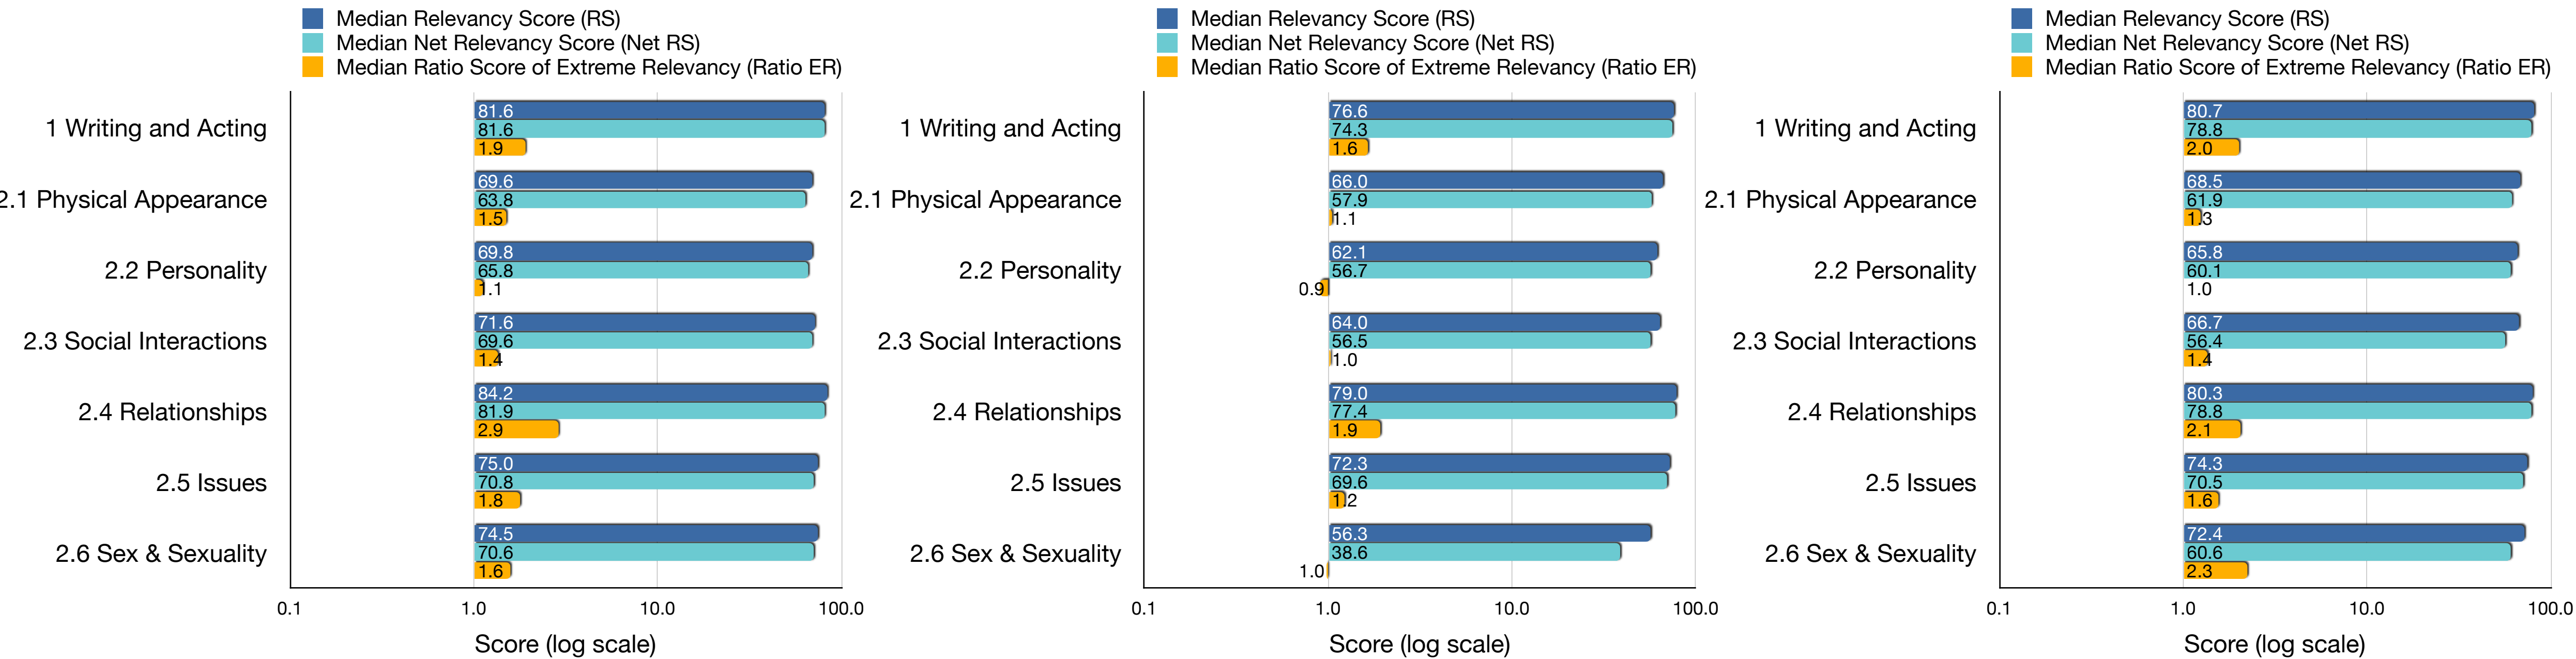 Median Relevancy Score (RS)
Median Net Relevancy Score (Net RS)
Median Ratio Score of Extreme Relevancy (Ratio ER)
1 Writing and Acting
81.6
81.6
1.9
2.1 Physical Appearance
69.6
63.8
1.5
2.2 Personality
69.8
65.8
1.1
2.3 Social Interactions
71.6
69.6
1.4
2.4 Relationships
84.2
81.9
2.9
2.5 Issues
75.0
70.8
1.8
2.6 Sex & Sexuality
74.5
70.6
1.6
0.1 1.0 10.0 100.0
Score (log scale)
Median Relevancy Score (RS)
Median Net Relevancy Score (Net RS)
Median Ratio Score of Extreme Relevancy (Ratio ER)
1 Writing and Acting
76.6
74.3
1.6
2.1 Physical Appearance
66.0
57.9
1.1
2.2 Personality
62.1
56.7
0.9
2.3 Social Interactions
64.0
56.5
1.0
2.4 Relationships
79.0
77.4
1.9
2.5 Issues
72.3
69.6
1.2
2.6 Sex & Sexuality
56.3
38.6
1.0
0.1 1.0 10.0 100.0
Score (log scale)
Median Relevancy Score (RS)
Median Net Relevancy Score (Net RS)
Median Ratio Score of Extreme Relevancy (Ratio ER)
1 Writing and Acting
80.7
78.8
2.0
2.1 Physical Appearance
68.5
61.9
1.3
2.2 Personality
65.8
60.1
1.0
2.3 Social Interactions
66.7
56.4
1.4
2.4 Relationships
80.3
78.8
2.1
2.5 Issues
74.3
70.5
1.6
2.6 Sex & Sexuality
72.4
60.6
2.3
0.1 1.0 10.0 100.0
Score (log scale)